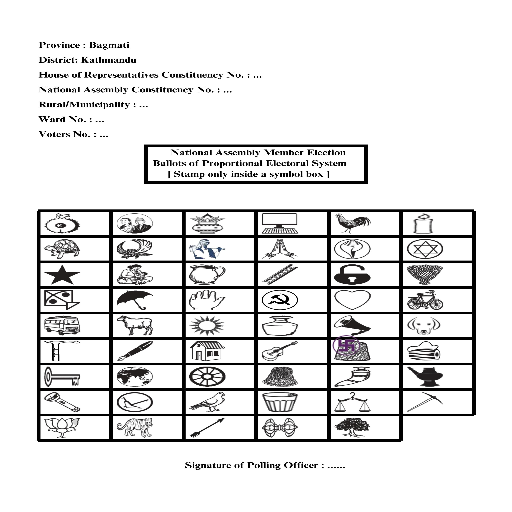 Province : Bagmati
District: Kathmandu
House of Representatives Constituency No. : ...
National Assembly Constituency No. : ...
Rural/Municipality : ...
Ward No. : ...
Voters No. : ...
National Assembly Member Election
Ballots of Proportional Electoral System
[ Stamp only inside a symbol box ]
Signature of Polling Officer : ......